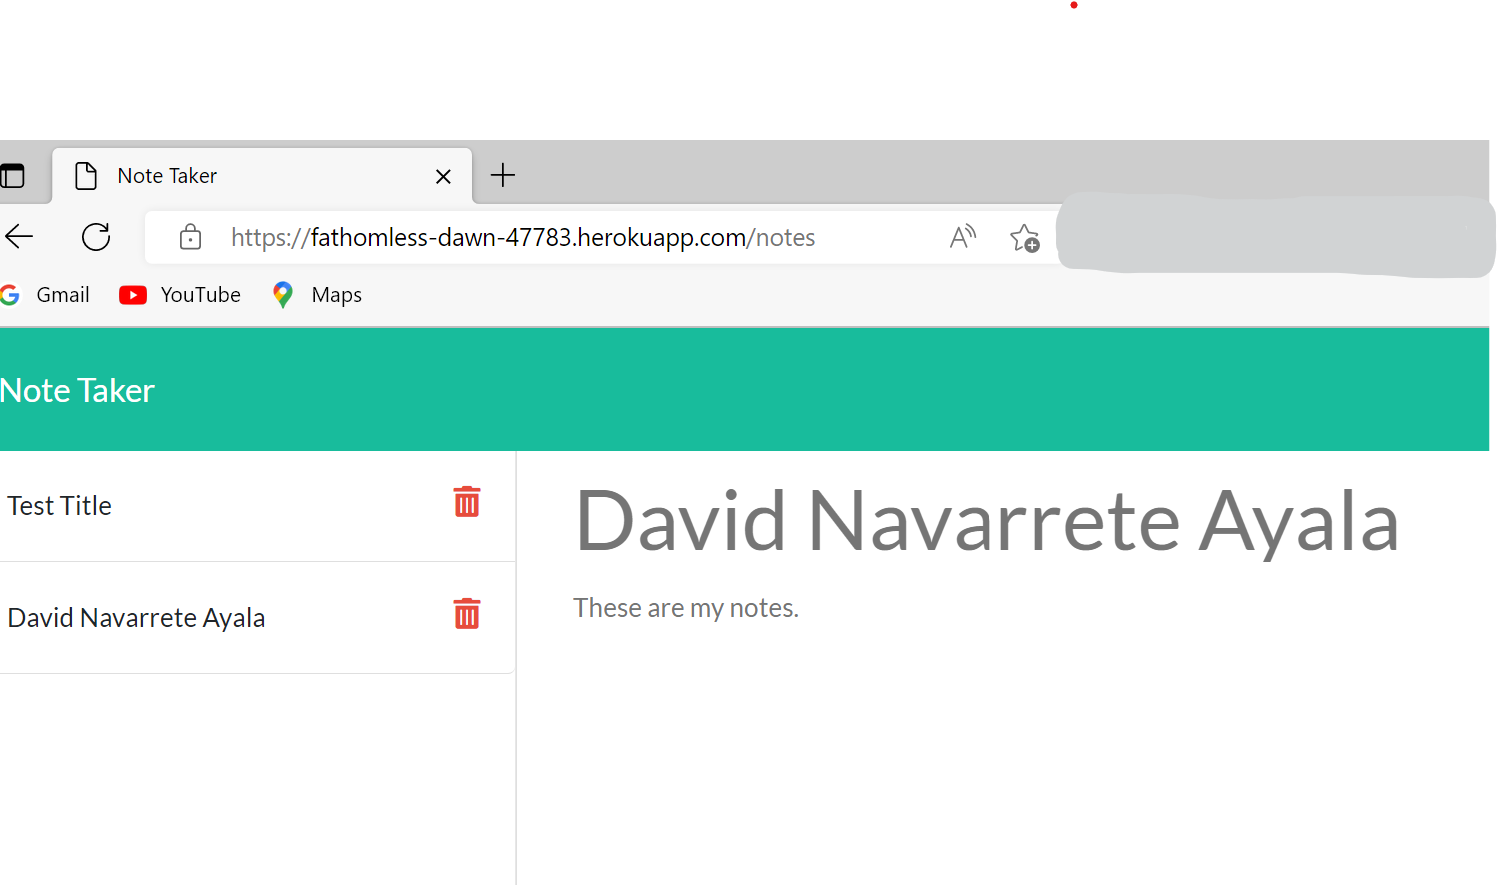 Note Taker
https://fathomless-dawn-47783.herokuapp.com/notes
Gmail YouTube Maps
Note Taker
Test Title
David Navarrete Ayala
David Navarrete Ayala
These are my notes.